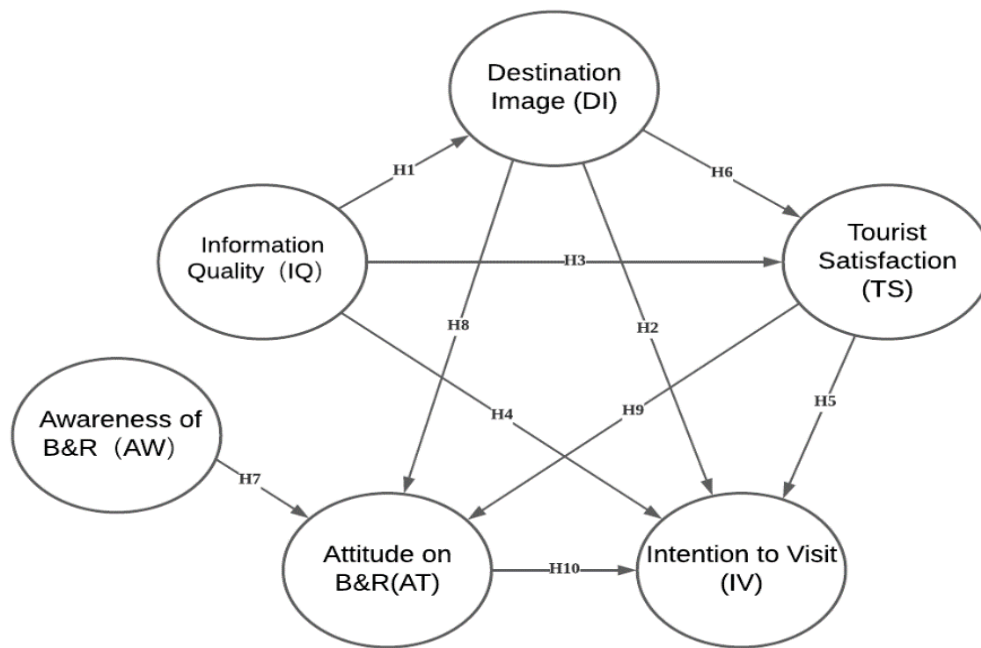 Destination
Image (DI)
H1
H6
Information
Quality（IQ）
H3
Tourist
Satisfaction
(TS)
H8
H2
Awareness of
B&R（AW）
H4
H9
H5
H7
Attitude on
B&R(AT)
H10
Intention to Visit
(IV)